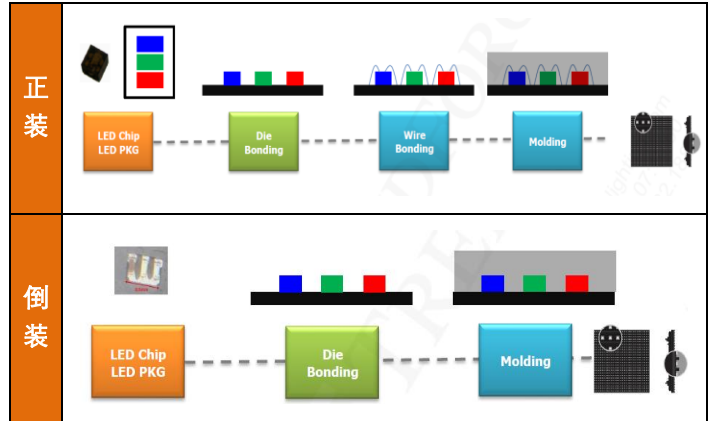 正
装
LED Chip
LED PKG
Die
Bonding
Wire
Bonding
Molding
倒
装
LED Chip
LED PKG
Die
Bonding
Molding